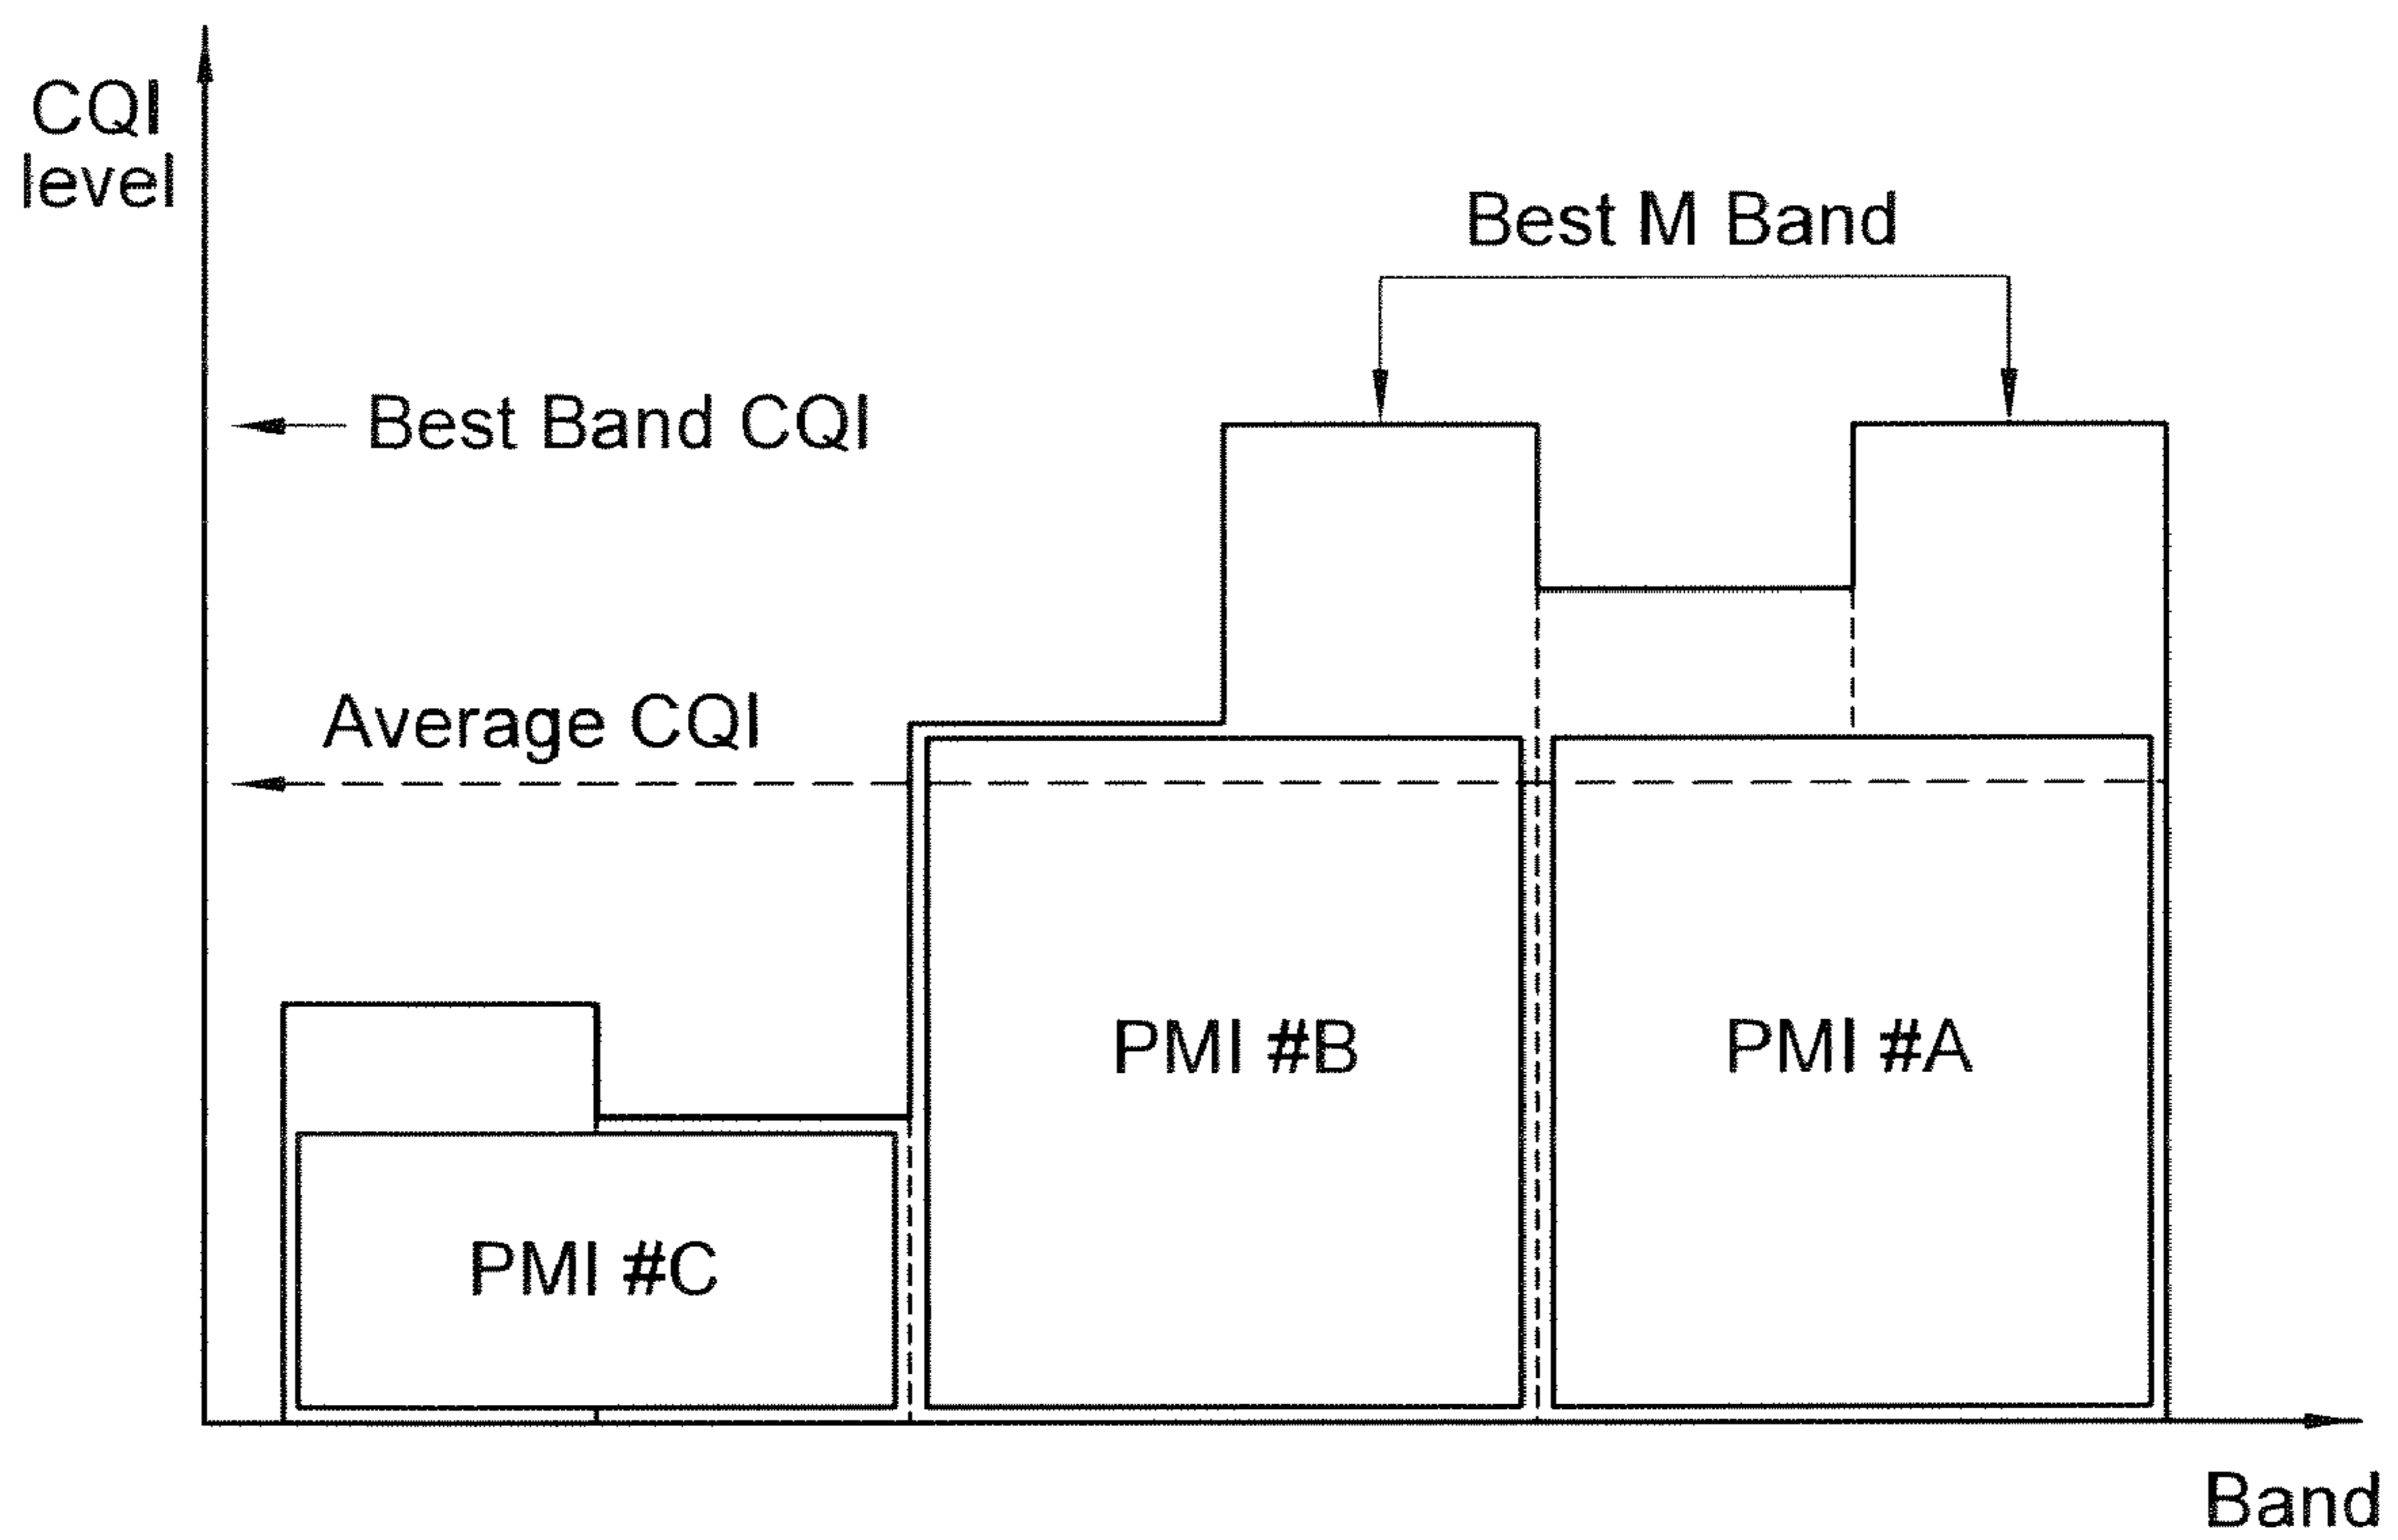 CQI
level
Best M Band
Best Band CQI
Average CQI
PMI #B
PMI #A
PMI #C
Band